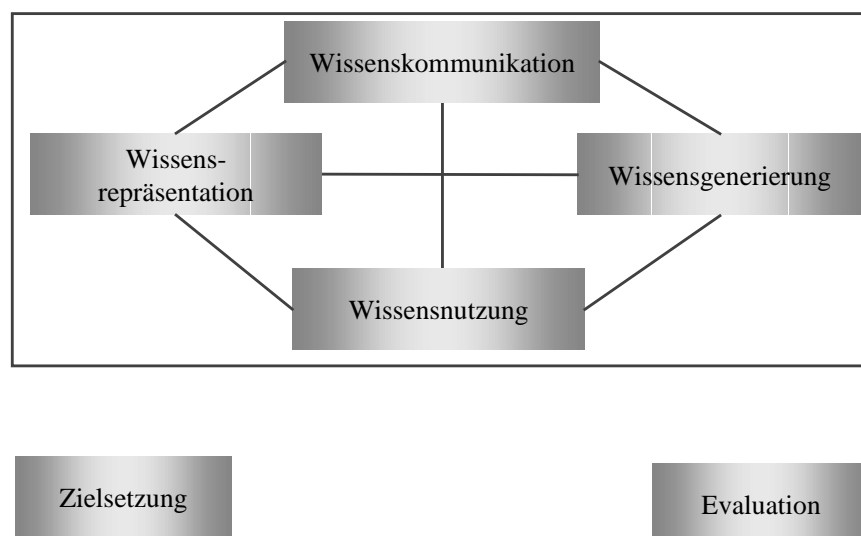 Wissenskommunikation
Wissens-
repräsentation
Wissensgenerierung
Wissensnutzung
Zielsetzung
Evaluation